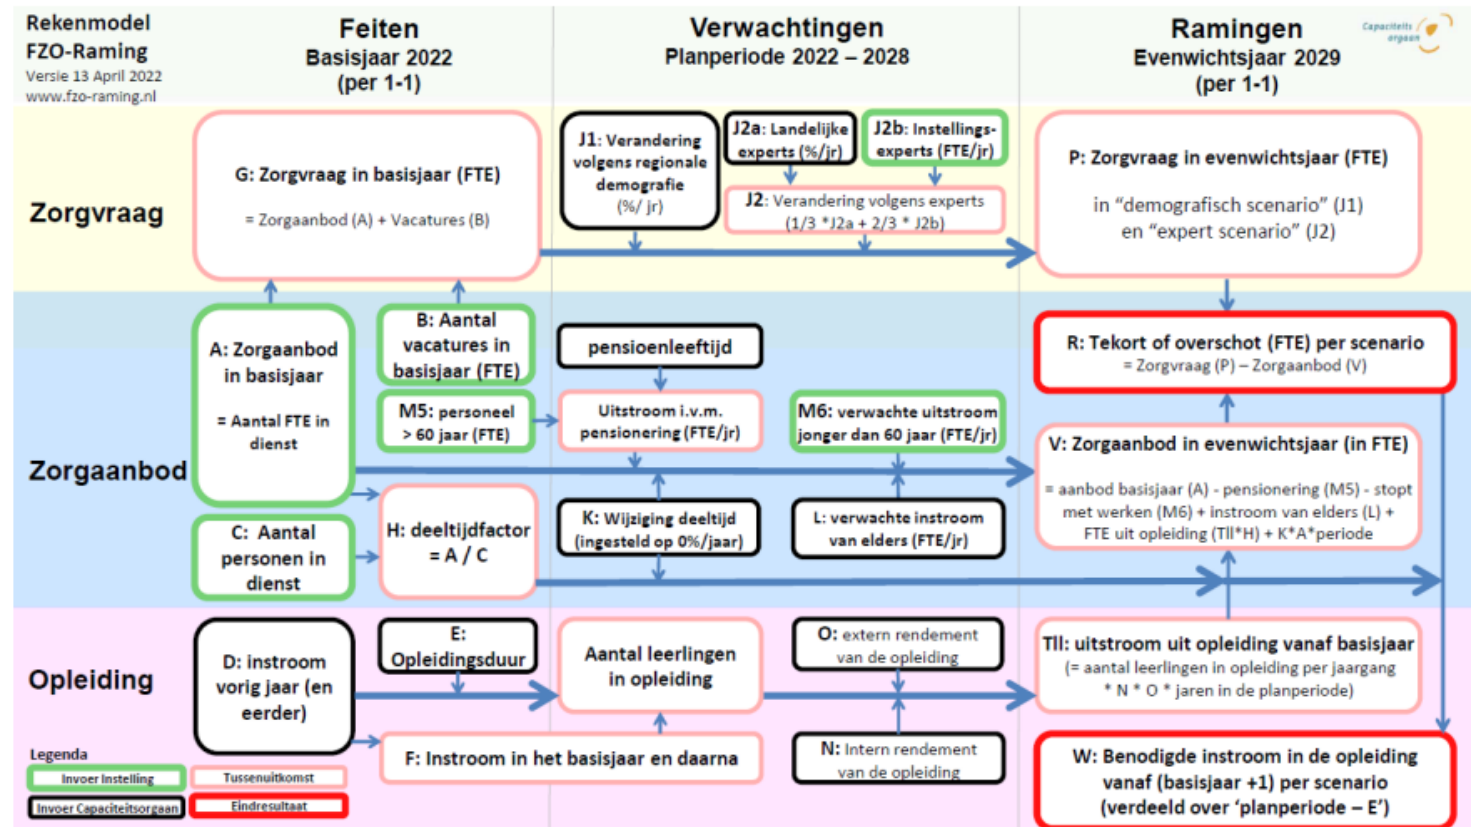 Rekenmodel
FZO-Raming
Versie 13 April 2022
www.fzo-raming.nl
Feiten
Basisjaar 2022
(per 1-1)
Verwachtingen
Planperiode 2022 – 2028
Ramingen
Evenwichtsjaar 2029
(per 1-1)
Capaciteits
orgaan
Zorgvraag
G: Zorgvraag in basisjaar (FTE)
= Zorgaanbod (A) + Vacatures (B)
J1: Verandering
volgens regionale
demografie
(%/ jr)
J2a: Landelijke
experts (%/jr)
J2b: Instellings-
experts (FTE/jr)
J2: Verandering volgens experts
(1/3 *J2a + 2/3 * J2b)
P: Zorgvraag in evenwichtsjaar (FTE)
in “demografisch scenario” (J1)
en “expert scenario” (J2)
Zorgaanbod
A: Zorgaanbod
in basisjaar
= Aantal FTE in
dienst
B: Aantal
vacatures in
basisjaar (FTE)
M5: personeel
> 60 jaar (FTE)
C: Aantal
personen in
dienst
H: deeltijdfactor
= A / C
pensioenleeftijd
Uitstroom i.v.m.
pensionering (FTE/jr)
M6: verwachte uitstroom
jonger dan 60 jaar (FTE/jr)
K: Wijziging deeltijd
(ingesteld op 0%/jaar)
L: verwachte instroom
van elders (FTE/jr)
R: Tekort of overschot (FTE) per scenario
= Zorgvraag (P) – Zorgaanbod (V)
V: Zorgaanbod in evenwichtsjaar (in FTE)
= aanbod basisjaar (A) - pensionering (M5) - stopt
met werken (M6) + instroom van elders (L) +
FTE uit opleiding (Tll*H) + K*A*periode
Opleiding
D: instroom
vorig jaar (en
eerder)
E:
Opleidingsduur
Aantal leerlingen
in opleiding
F: Instroom in het basisjaar en daarna
O: extern rendement
van de opleiding
N: Intern rendement
van de opleiding
Tll: uitstroom uit opleiding vanaf basisjaar
(= aantal leerlingen in opleiding per jaargang
* N * O * jaren in de planperiode)
W: Benodigde instroom in de opleiding
vanaf (basisjaar +1) per scenario
(verdeeld over ‘planperiode – E’)
Legenda
Invoer Instelling
Tussenuitkomst
Invoer Capaciteitsorgaan
Eindresultaat